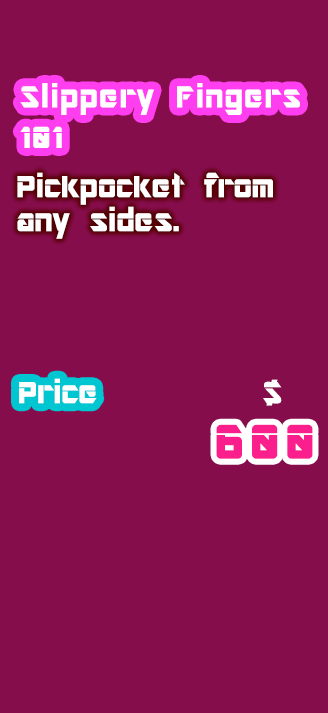 Slippery Fingers
101
Pickpocket from
any sides.
Price $
600